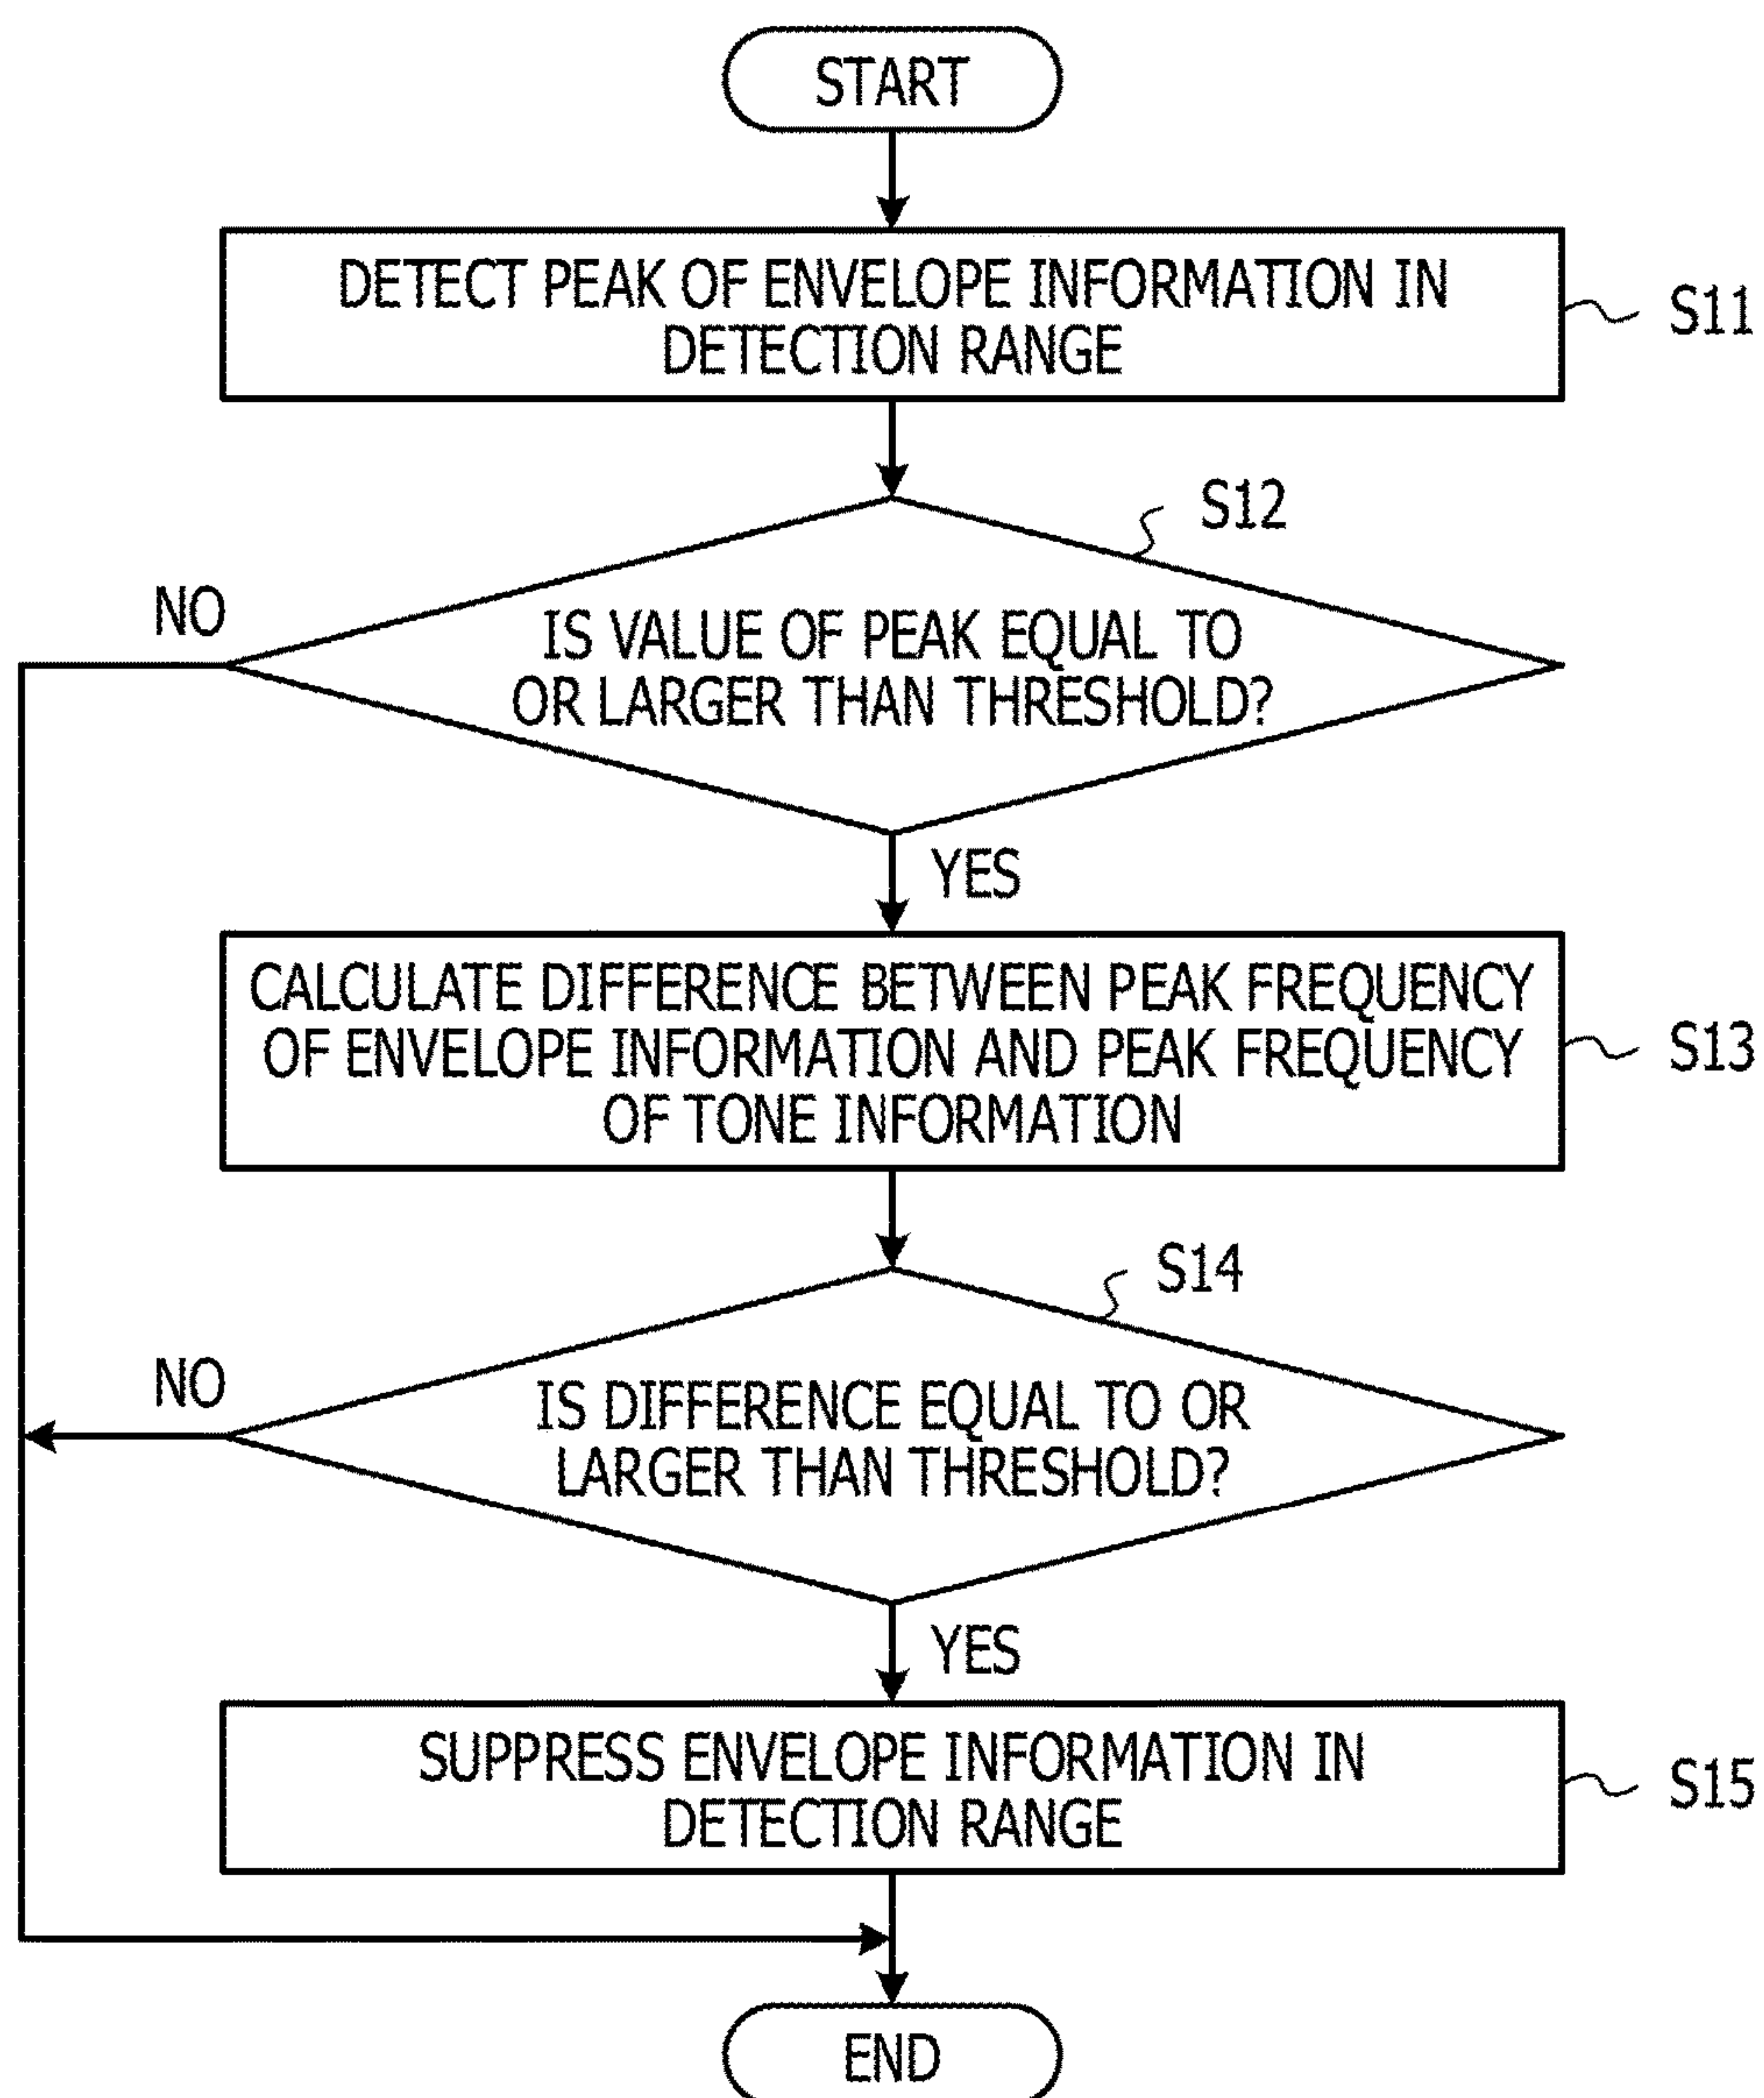 START
DETECT PEAK OF ENVELOPE INFORMATION IN
DETECTION RANGE
S11
S12
NO
IS VALUE OF PEAK EQUAL TO
OR LARGER THAN THRESHOLD?
YES
CALCULATE DIFFERENCE BETWEEN PEAK FREQUENCY
OF ENVELOPE INFORMATION AND PEAK FREQUENCY
OF TONE INFORMATION
S13
S14
NO
IS DIFFERENCE EQUAL TO OR
LARGER THAN THRESHOLD?
YES
SUPPRESS ENVELOPE INFORMATION IN
DETECTION RANGE
S15
END